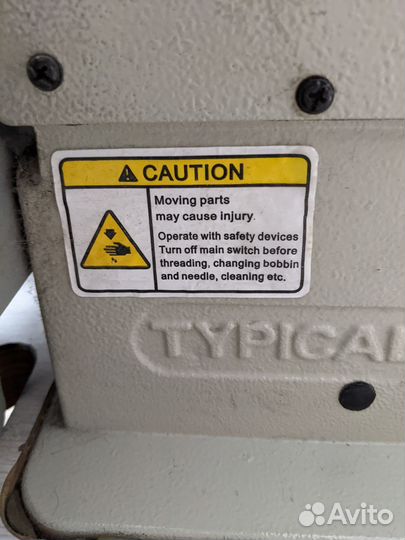 CAUTION
Moving parts
may cause injury.
Operate with safety devices
Turn off main switch before
threading, changing bobbin
and needle, cleaning etc.
TYPICAL
Avito